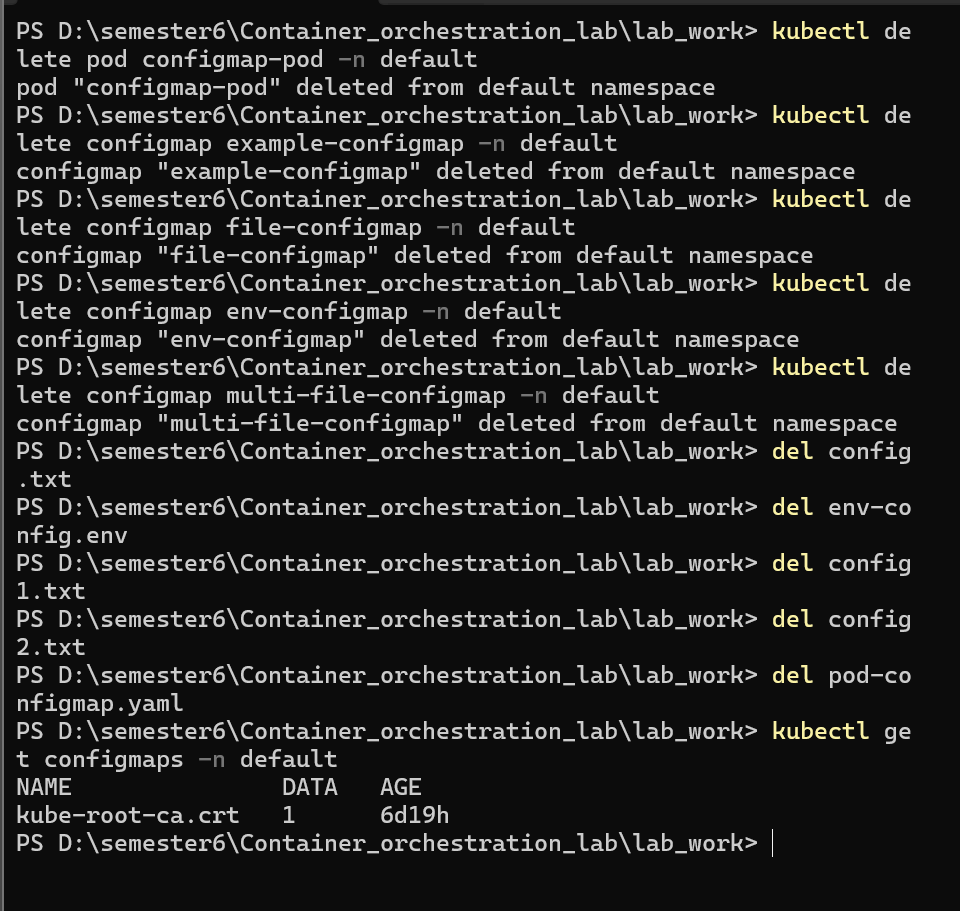 PS D:\semester6\Container_orchestration_lab\lab_work> kubectl de
lete pod configmap-pod -n default
pod "configmap-pod" deleted from default namespace
PS D:\semester6\Container_orchestration_lab\lab_work> kubectl de
lete configmap example-configmap -n default
configmap "example-configmap" deleted from default namespace
PS D:\semester6\Container_orchestration_lab\lab_work> kubectl de
lete configmap file-configmap -n default
configmap "file-configmap" deleted from default namespace
PS D:\semester6\Container_orchestration_lab\lab_work> kubectl de
lete configmap env-configmap -n default
configmap "env-configmap" deleted from default namespace
PS D:\semester6\Container_orchestration_lab\lab_work> kubectl de
lete configmap multi-file-configmap -n default
configmap "multi-file-configmap" deleted from default namespace
PS D:\semester6\Container_orchestration_lab\lab_work> del config
.txt
PS D:\semester6\Container_orchestration_lab\lab_work> del env-co
nfig.env
PS D:\semester6\Container_orchestration_lab\lab_work> del config
1.txt
PS D:\semester6\Container_orchestration_lab\lab_work> del config
2.txt
PS D:\semester6\Container_orchestration_lab\lab_work> del pod-co
nfigmap.yaml
PS D:\semester6\Container_orchestration_lab\lab_work> kubectl ge
t configmaps -n default
NAME               DATA   AGE
kube-root-ca.crt   1      6d19h
PS D:\semester6\Container_orchestration_lab\lab_work>